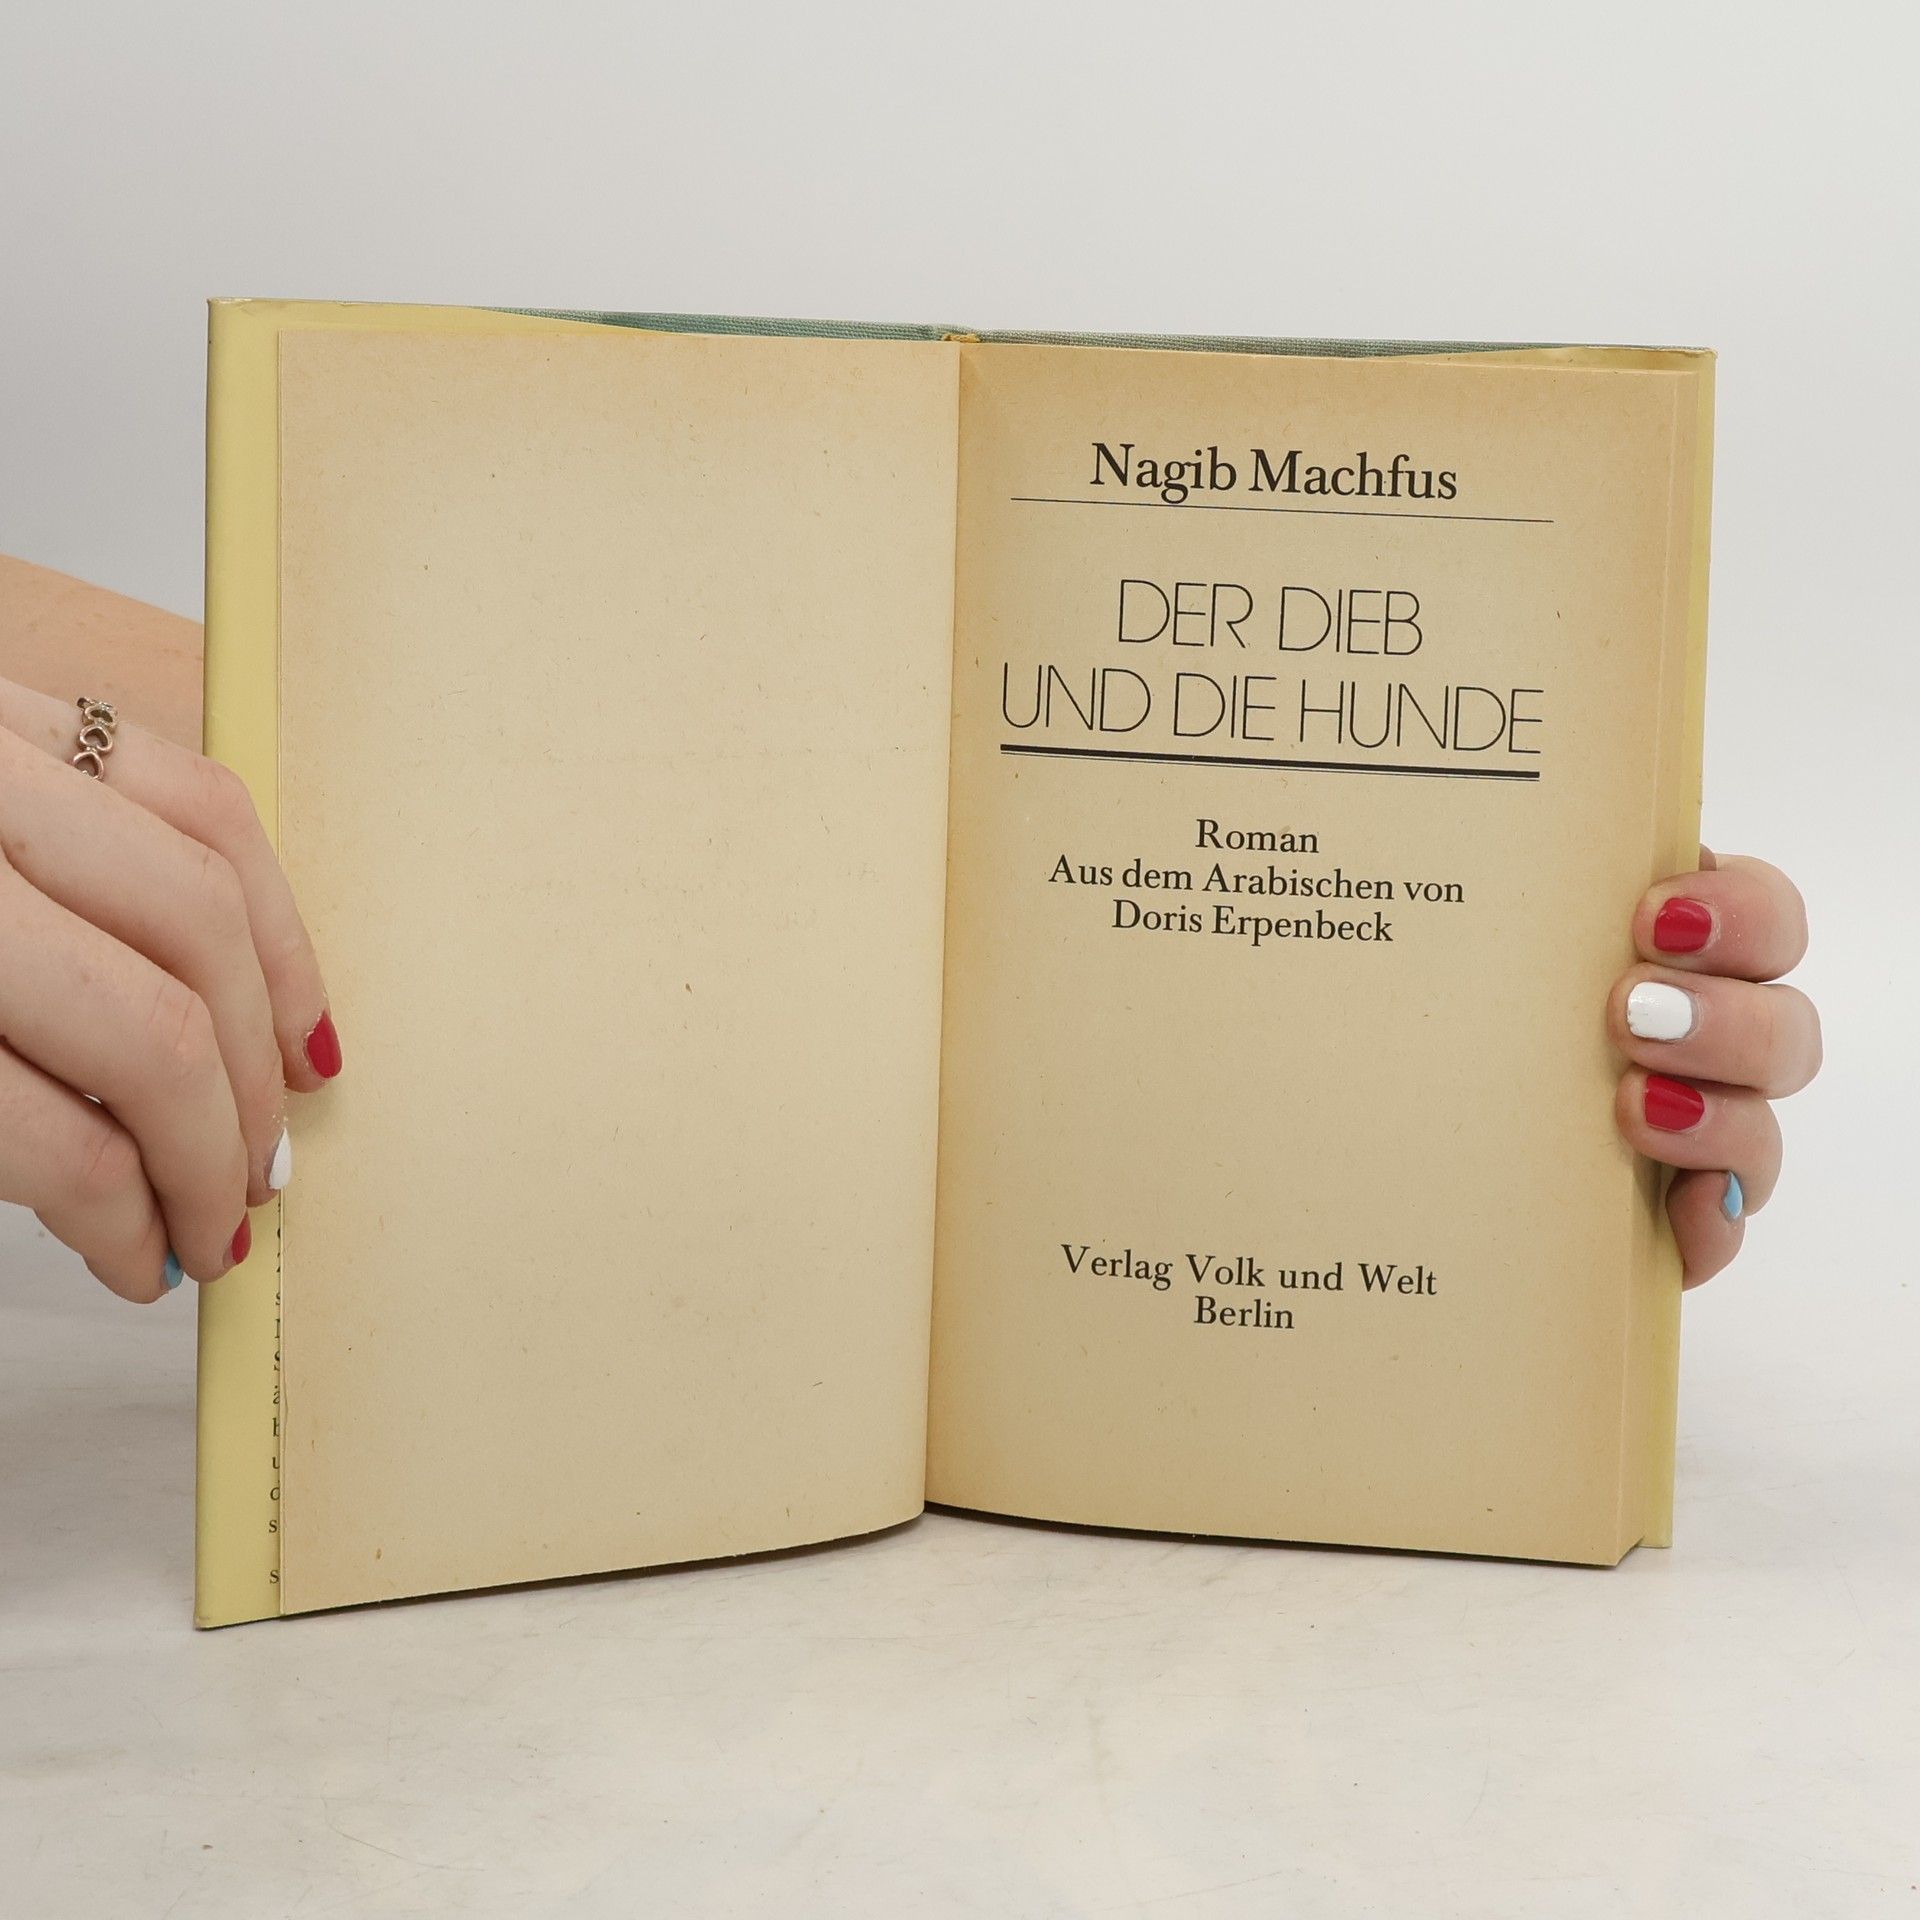 Nagib Machfus
DER DIEB
UND DIE HUNDE
Roman
Aus dem Arabischen von
Doris Erpenbeck
Verlag Volk und Welt
Berlin